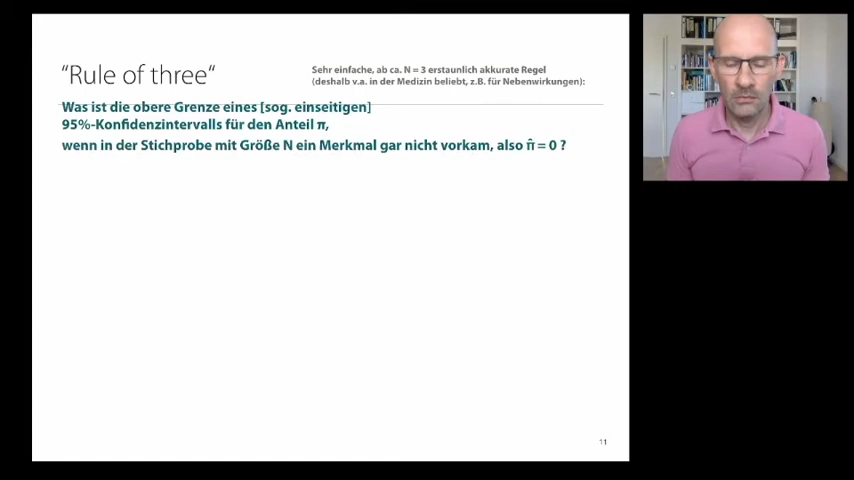 “Rule of three“
Sehr einfache, ab ca. N = 3 erstaunlich akkurate Regel
(deshalb v.a. in der Medizin beliebt, z.B. für Nebenwirkungen):
Was ist die obere Grenze eines [sog. einseitigen]
95%-Konfidenzintervalls für den Anteil π,
wenn in der Stichprobe mit Größe N ein Merkmal gar nicht vorkam, also π̂ = 0 ?
11